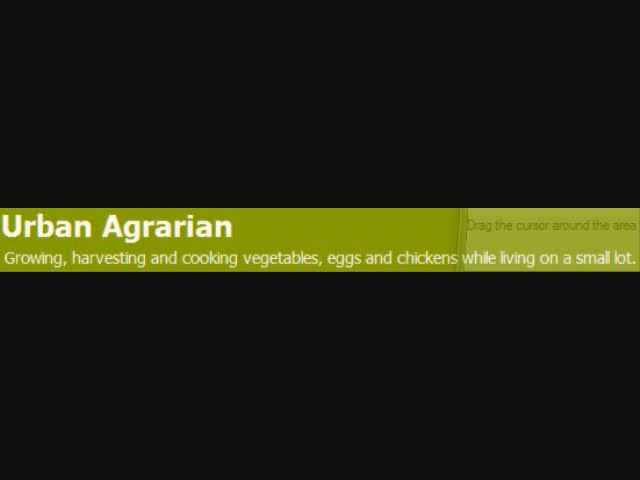 Urban Agrarian
Drag the cursor around the area
Growing, harvesting and cooking vegetables, eggs and chickens while living on a small lot.